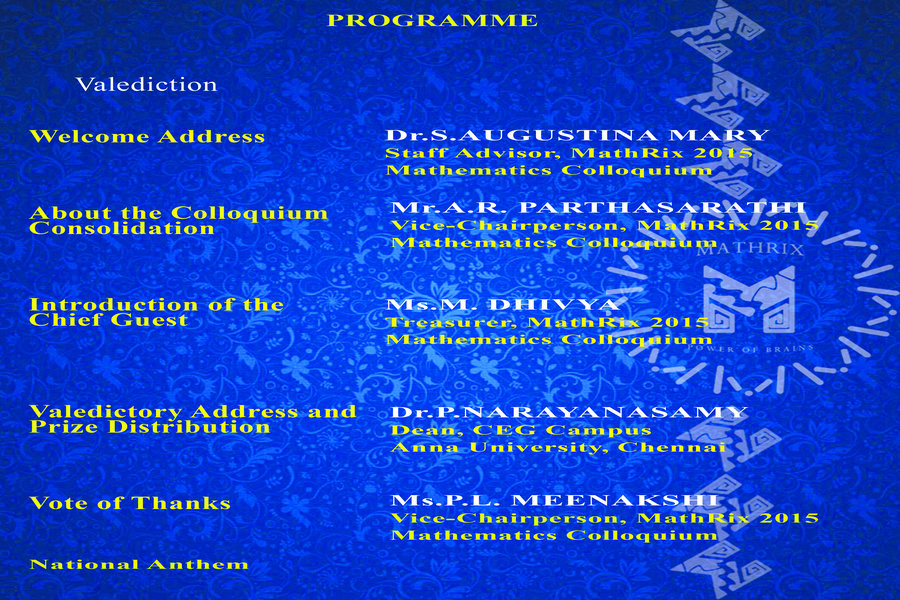 PROGRAMME
Valediction
Welcome Address
Dr.S.AUGUSTINA MARY
Staff Advisor, MathRix 2015
Mathematics Colloquium
About the Colloquium
Consolidation
Mr.A.R. PARTHASARATHI
Vice-Chairperson, MathRix 2015
Mathematics Colloquium
MATHRIX
POWER OF BRAINS
Introduction of the
Chief Guest
Ms.M. DHIVYA
Treasurer, MathRix 2015
Mathematics Colloquium
Valedictory Address and
Prize Distribution
Dr.P.NARAYANASAMY
Dean, CEG Campus
Anna University, Chennai
Vote of Thanks
Ms.P.L. MEENAKSHI
Vice-Chairperson, MathRix 2015
Mathematics Colloquium
National Anthem